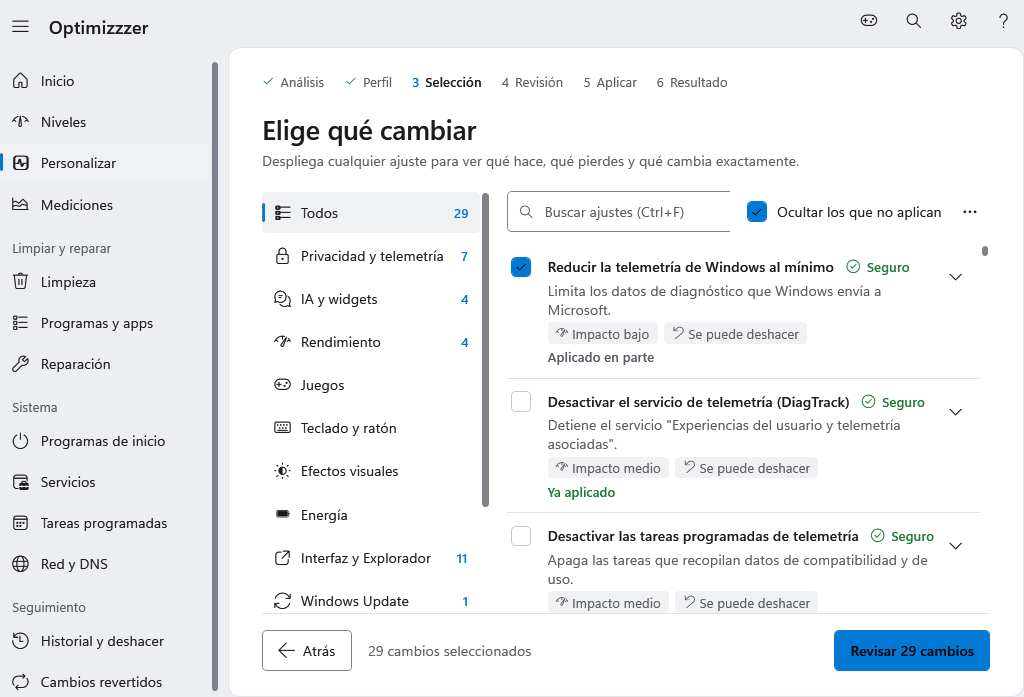 Optimizzzer
Inicio
Niveles
Personalizar
Mediciones
Limpiar y reparar
Limpieza
Programas y apps
Reparación
Sistema
Programas de inicio
Servicios
Tareas programadas
Red y DNS
Seguimiento
Historial y deshacer
Cambios revertidos
Análisis Perfil 3 Selección 4 Revisión 5 Aplicar 6 Resultado
Elige qué cambiar
Despliega cualquier ajuste para ver qué hace, qué pierdes y qué cambia exactamente.
Todos 29
Privacidad y telemetría 7
IA y widgets 4
Rendimiento 4
Juegos
Teclado y ratón
Efectos visuales
Energía
Interfaz y Explorador 11
Windows Update 1
Buscar ajustes (Ctrl+F) Ocultar los que no aplican
Reducir la telemetría de Windows al mínimo Seguro
Limita los datos de diagnóstico que Windows envía a
Microsoft.
Impacto bajo Se puede deshacer
Aplicado en parte
Desactivar el servicio de telemetría (DiagTrack) Seguro
Detiene el servicio "Experiencias del usuario y telemetría
asociadas".
Impacto medio Se puede deshacer
Ya aplicado
Desactivar las tareas programadas de telemetría Seguro
Apaga las tareas que recopilan datos de compatibilidad y de
uso.
Impacto medio Se puede deshacer
Atrás 29 cambios seleccionados Revisar 29 cambios